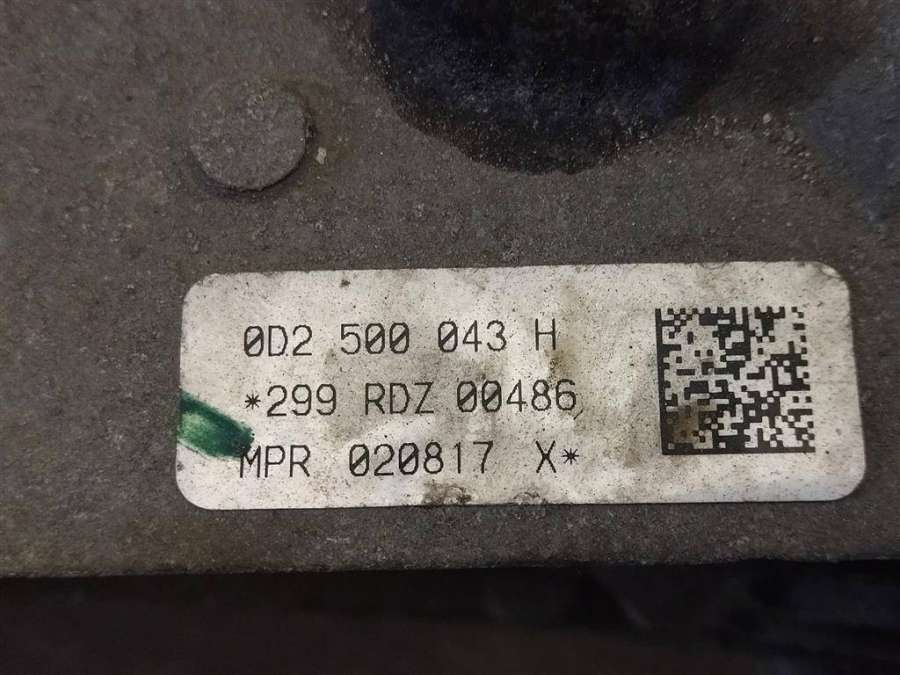 0D2 500 043 H
*299 RDZ 00486
MPR 020817 X*